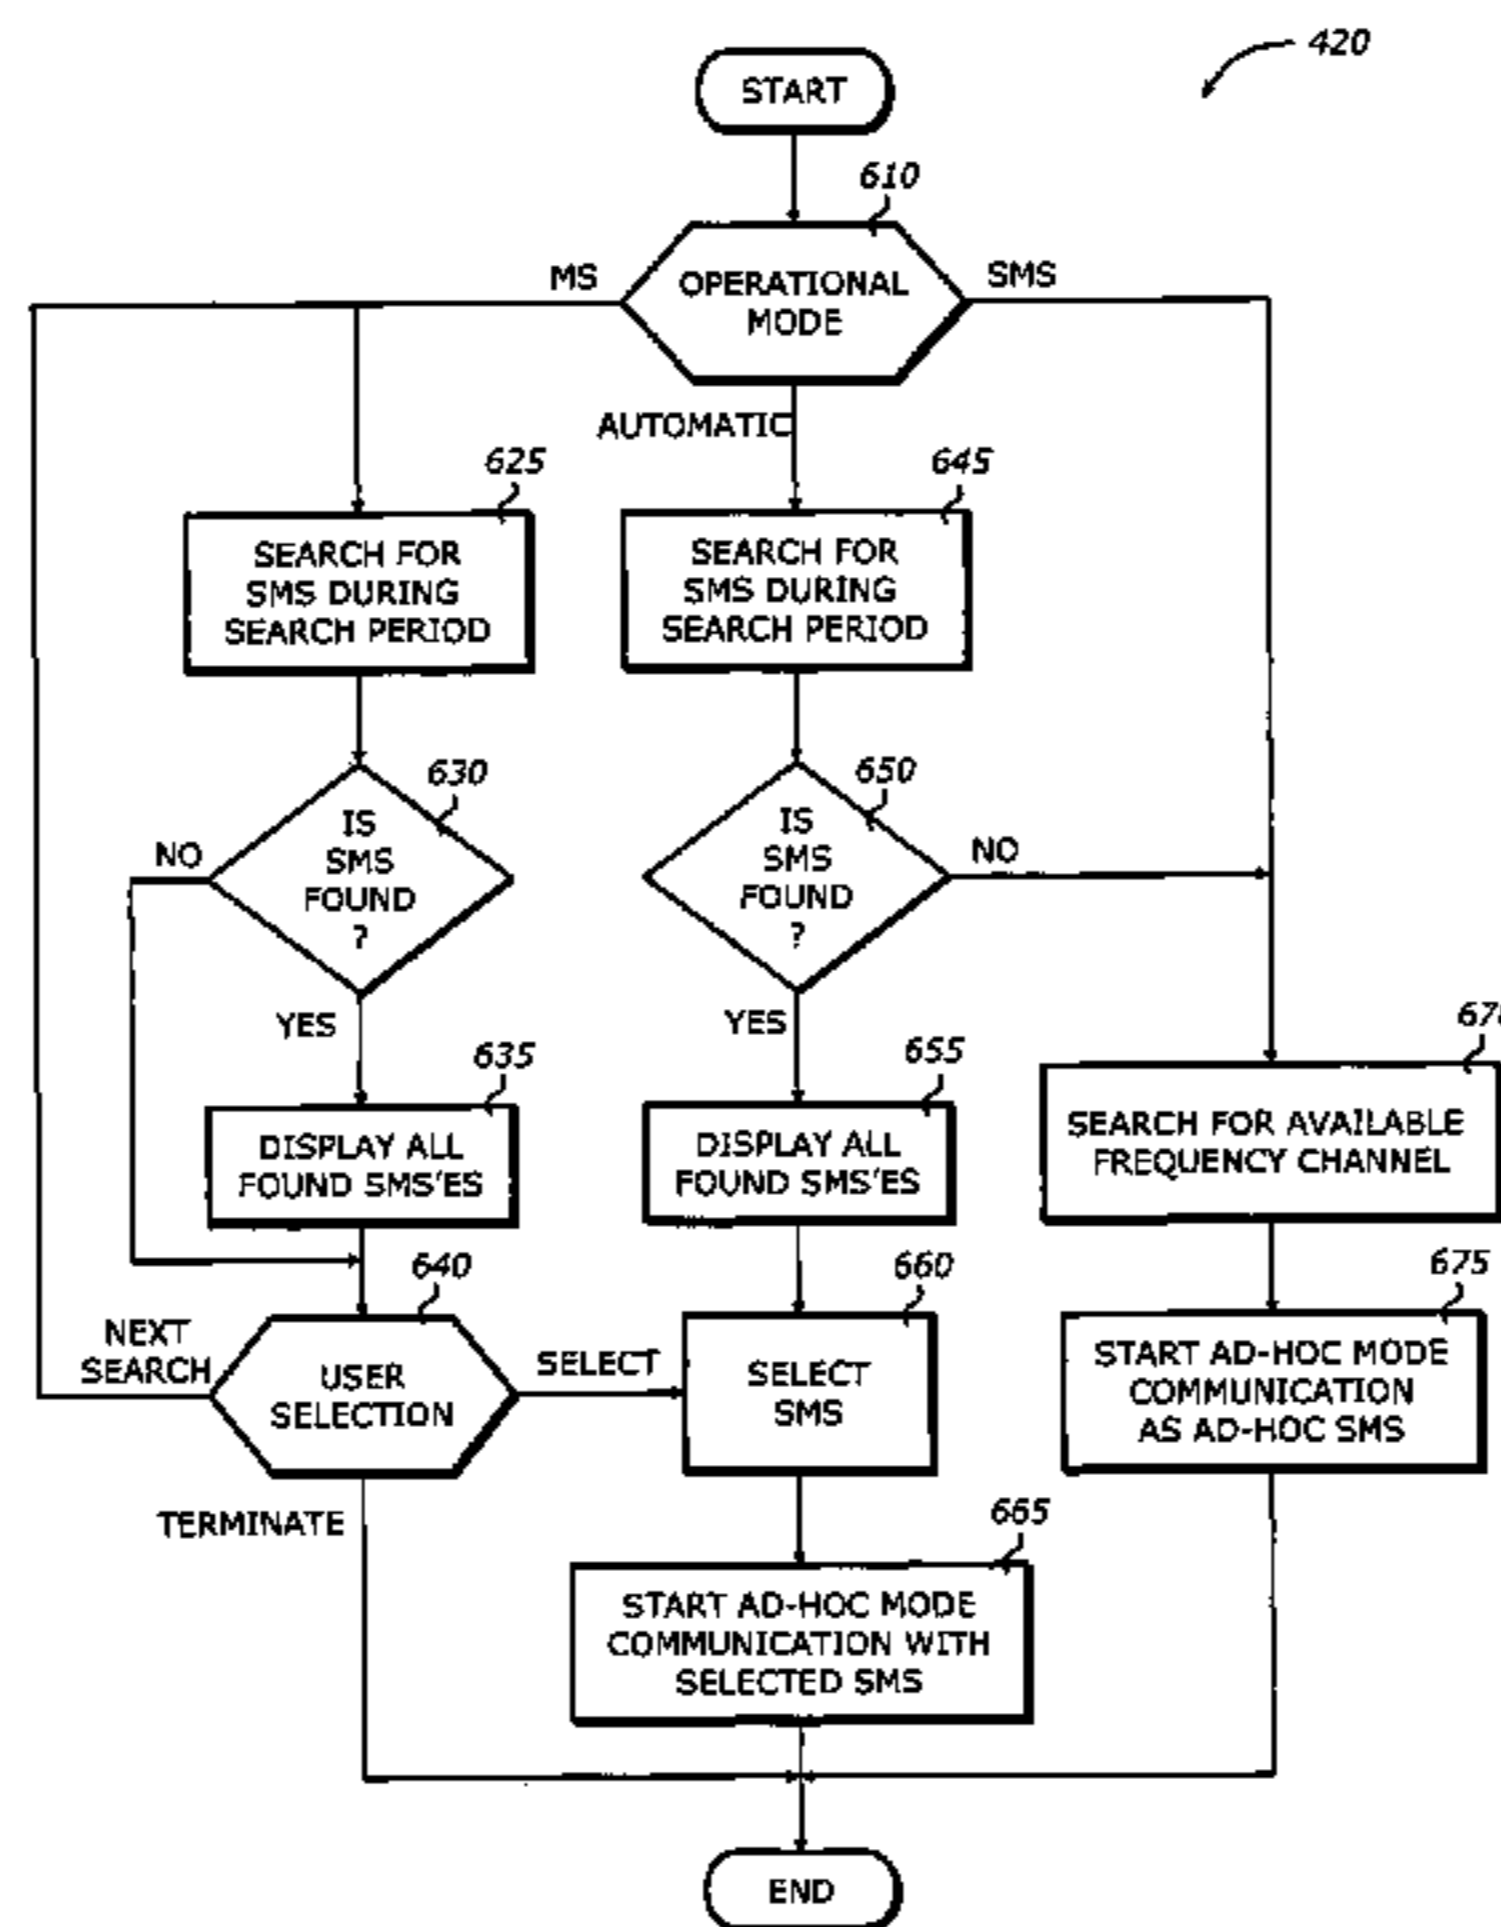 420
START
610
MS
OPERATIONAL
MODE
SMS
AUTOMATIC
625
SEARCH FOR
SMS DURING
SEARCH PERIOD
645
SEARCH FOR
SMS DURING
SEARCH PERIOD
630
IS
SMS
FOUND
?
NO
YES
650
IS
SMS
FOUND
?
NO
YES
635
DISPLAY ALL
FOUND SMS'ES
655
DISPLAY ALL
FOUND SMS'ES
670
SEARCH FOR AVAILABLE
FREQUENCY CHANNEL
640
NEXT
SEARCH
USER
SELECTION
SELECT
TERMINATE
660
SELECT
SMS
675
START AD-HOC MODE
COMMUNICATION
AS AD-HOC SMS
665
START AD-HOC MODE
COMMUNICATION WITH
SELECTED SMS
END